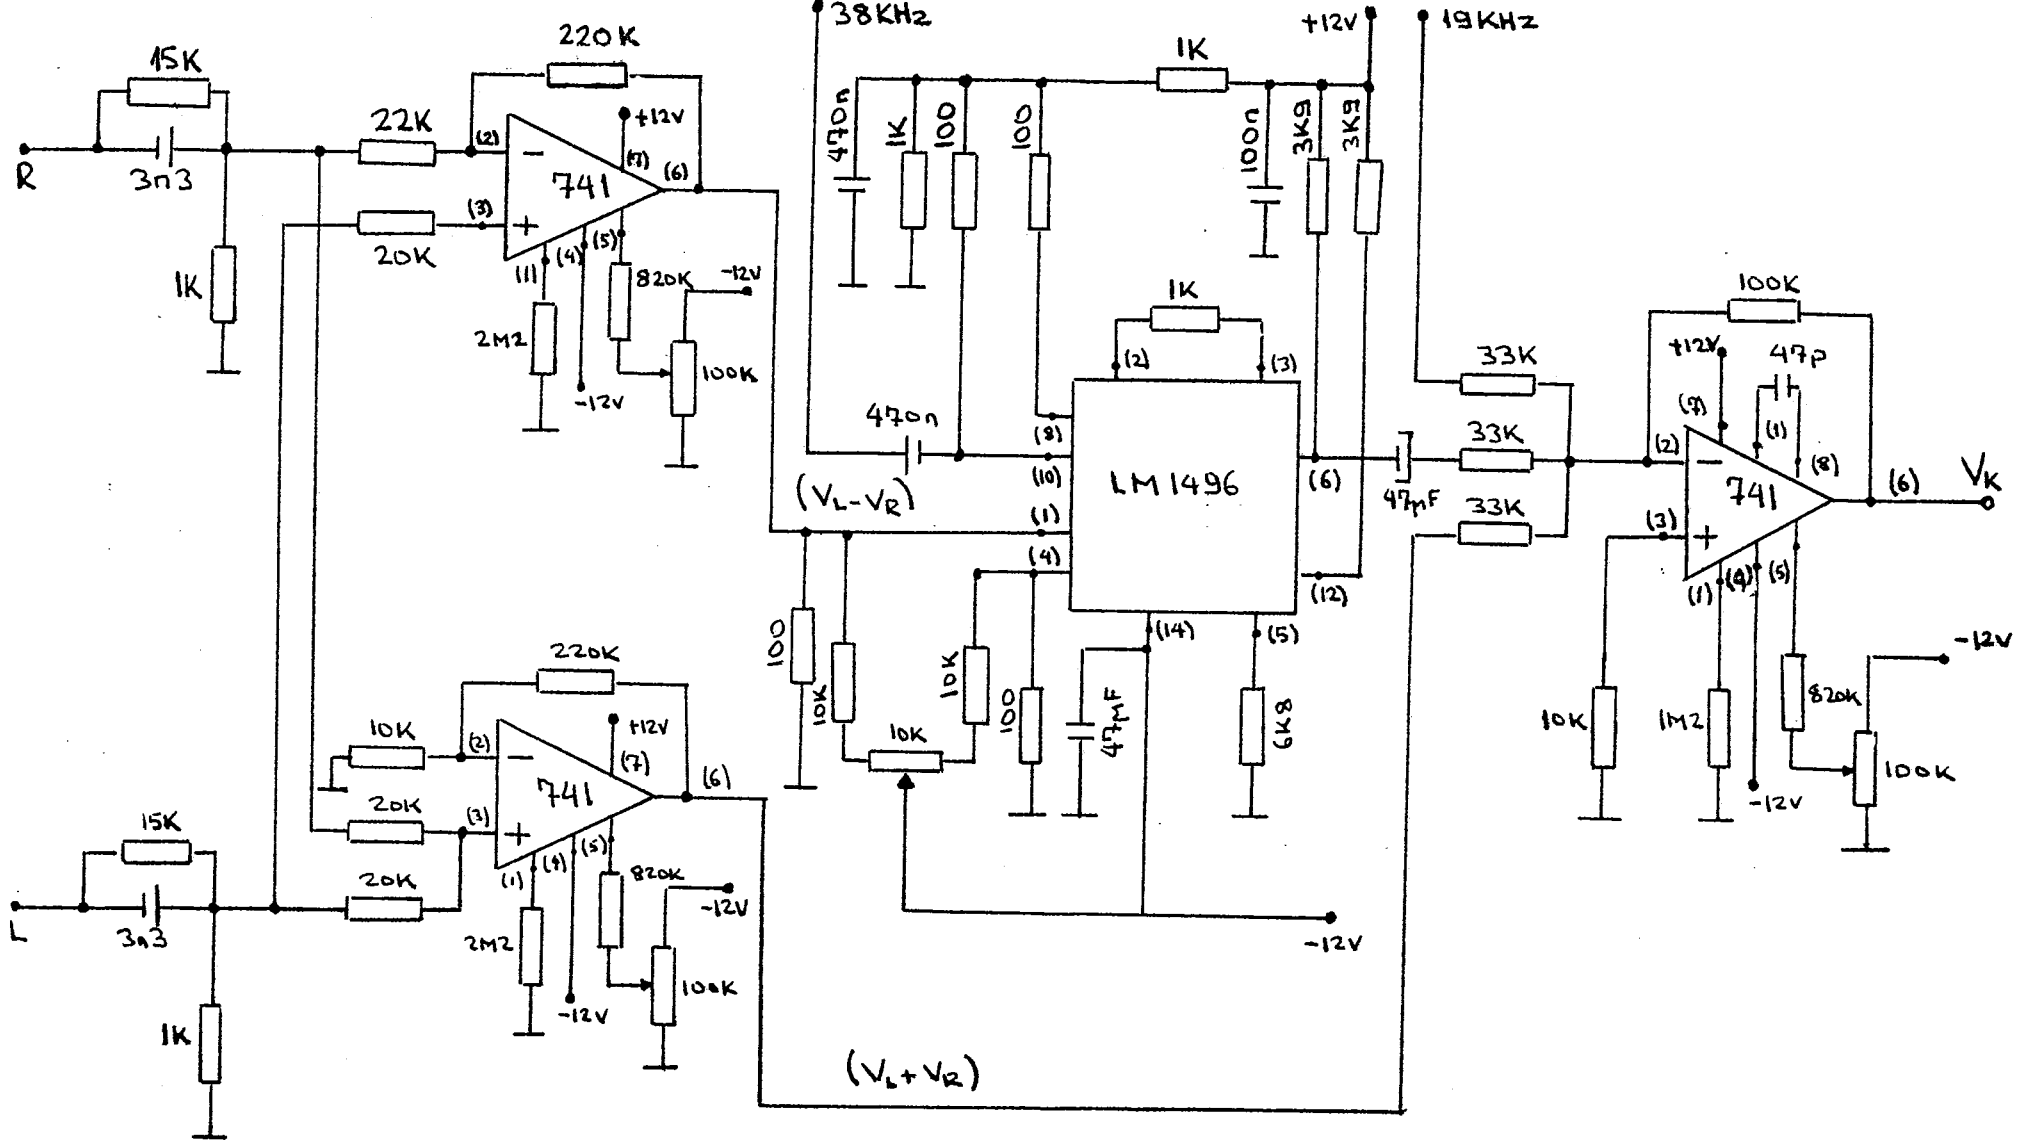 38KHz
+12V
19KHz
220K
1K
15K
470n
1K
100
100
100n
3K9
3K9
22K
(2)
+12V
(7)
R
3n3
741
(6)
(3)
20K
(1)
(4)
(5)
1K
820K
-12V
2M2
100K
-12V
1K
(2)
(3)
100K
33K
+12V
47p
470n
(8)
(7)
(1)
33K
(2)
(10)
LM1496
(6)
47µF
(8)
VK
(VL-VR)
741
(6)
33K
(1)
(3)
(4)
(12)
(1)
(4)
(5)
(14)
(5)
100
10K
10K
100
47µF
6K8
10K
10K
1M2
820K
-12V
100K
-12V
220K
10K
(2)
+12V
(7)
741
(6)
20K
(3)
15K
(1)
(4)
(5)
20K
820K
-12V
L
3n3
2M2
100K
-12V
-12V
1K
(VL+VR)